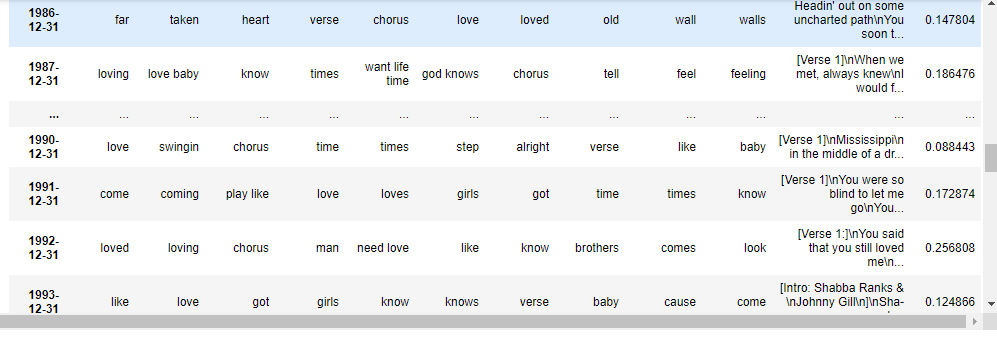 1986-12-31 far taken heart verse chorus love loved old wall walls Headin' out on some uncharted path\nYou soon t... 0.147804
1987-12-31 loving love baby know times want life time god knows chorus tell feel feeling [Verse 1]\nWhen we met, always knew\nI would f... 0.186476
... ... ... ... ... ... ... ... ... ... ... ... ...
1990-12-31 love swingin chorus time times step alright verse like baby [Verse 1]\nMississippi\n in the middle of a dr... 0.088443
1991-12-31 come coming play like love loves girls got time times know [Verse 1]\nYou were so blind to let me go\nYou... 0.172874
1992-12-31 loved loving chorus man need love like know brothers comes look [Verse 1:]\nYou said that you still loved me\n... 0.256808
1993-12-31 like love got girls know knows verse baby cause come [Intro: Shabba Ranks & \nJohnny Gill\n]\nSha- 0.124866